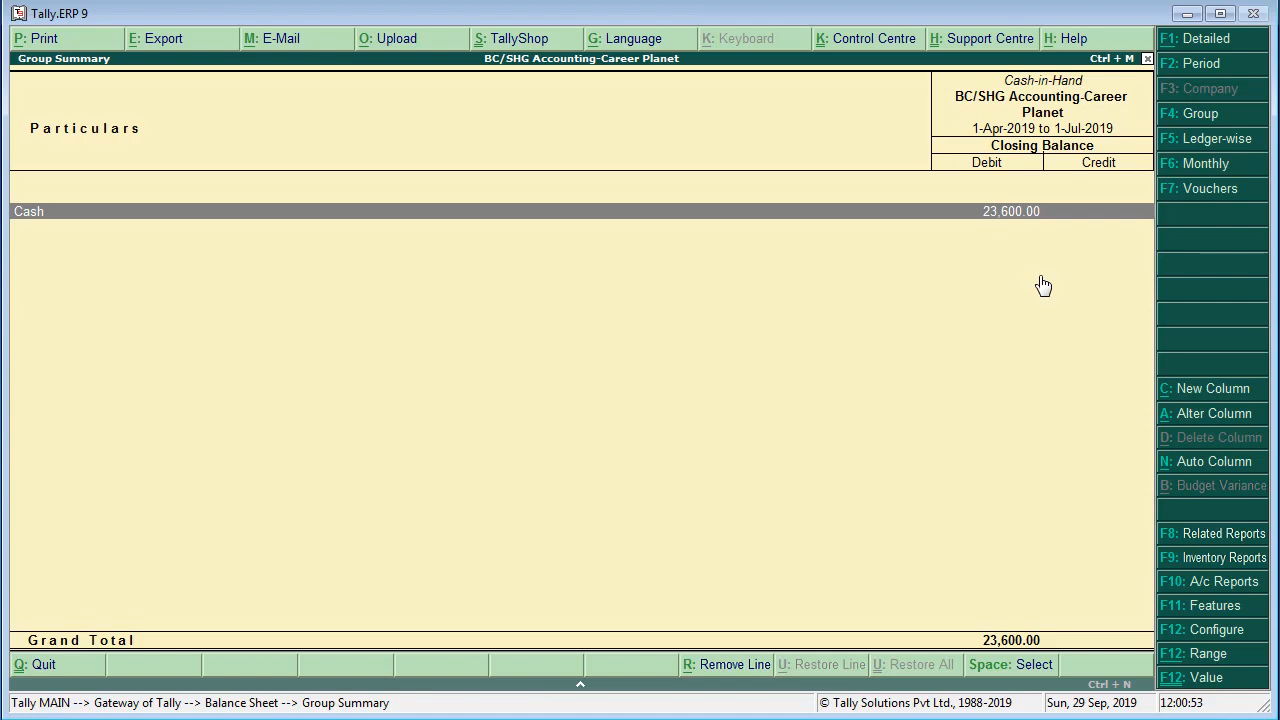 Tally.ERP 9
P: Print E: Export M: E-Mail O: Upload S: TallyShop G: Language K: Keyboard K: Control Centre H: Support Centre H: Help
Group Summary BC/SHG Accounting-Career Planet Ctrl + M
Particulars
Cash-in-Hand
BC/SHG Accounting-Career
Planet
1-Apr-2019 to 1-Jul-2019
Closing Balance
Debit Credit
Cash 23,600.00
Grand Total 23,600.00
F1: Detailed
F2: Period
F3: Company
F4: Group
F5: Ledger-wise
F6: Monthly
F7: Vouchers
C: New Column
A: Alter Column
D: Delete Column
N: Auto Column
B: Budget Variance
F8: Related Reports
F9: Inventory Reports
F10: A/c Reports
F11: Features
F12: Configure
F12: Range
F12: Value
Q: Quit R: Remove Line U: Restore Line U: Restore All Space: Select
Ctrl + N
Tally MAIN --> Gateway of Tally --> Balance Sheet --> Group Summary © Tally Solutions Pvt Ltd., 1988-2019 Sun, 29 Sep, 2019 12:00:53